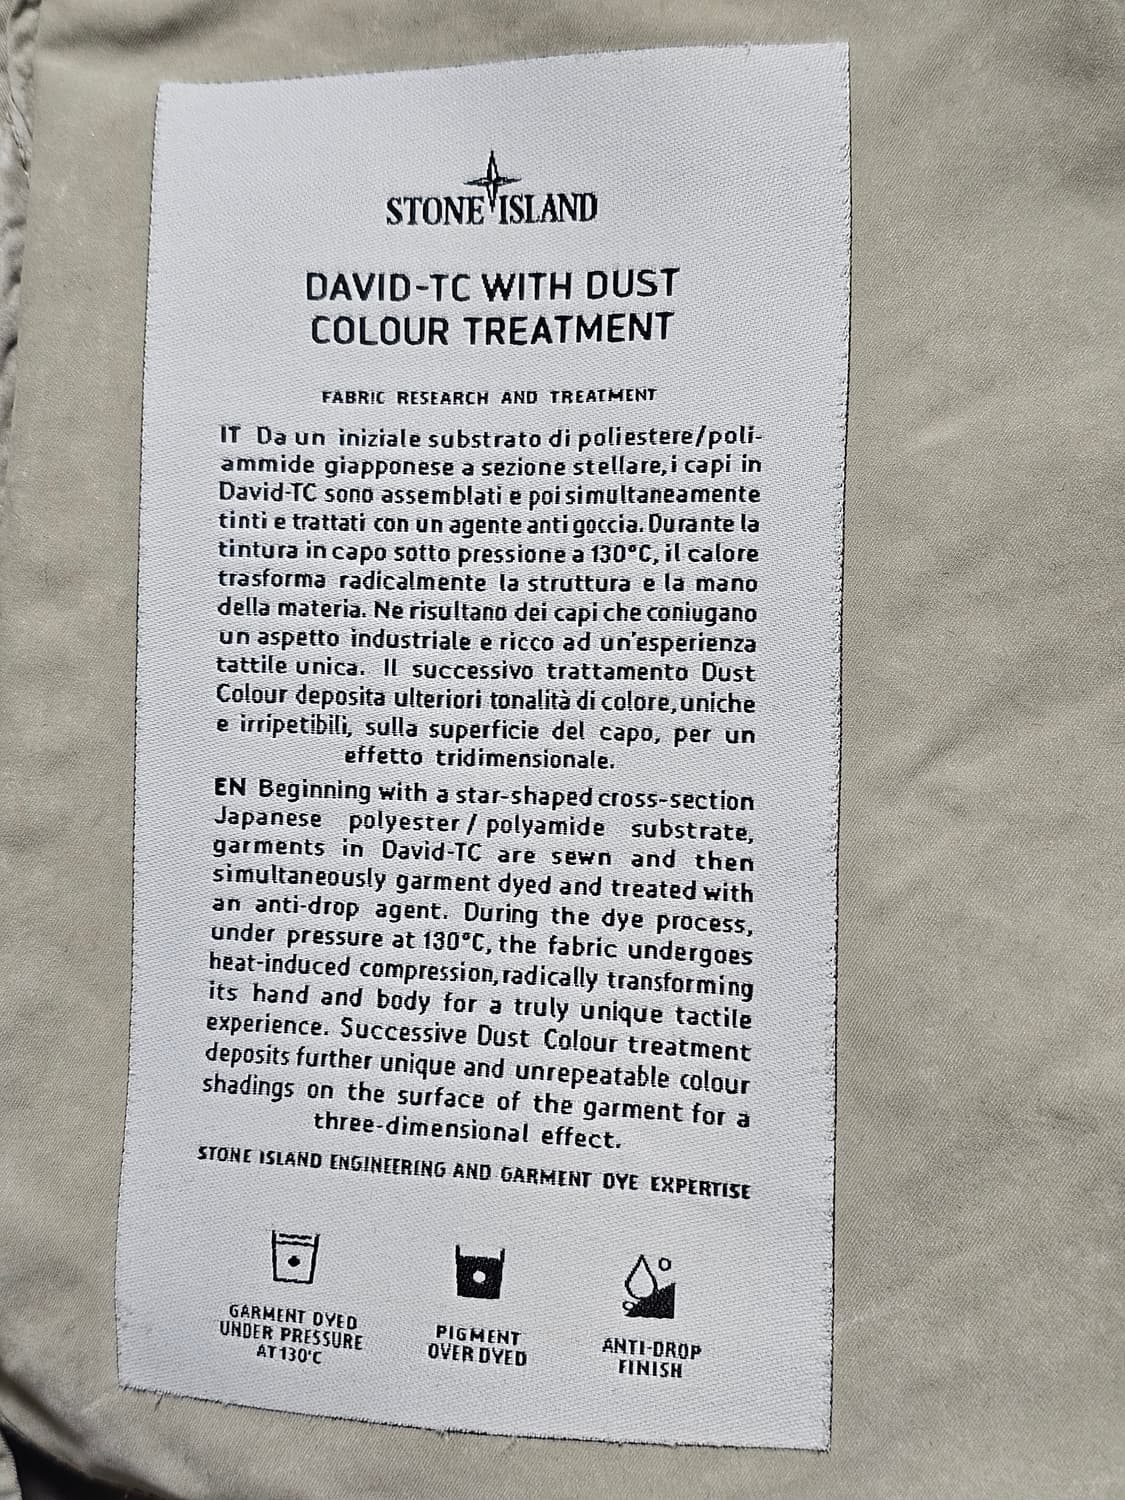 STONE ISLAND
DAVID-TC WITH DUST
COLOUR TREATMENT
FABRIC RESEARCH AND TREATMENT
IT Da un iniziale substrato di poliestere/poli-
ammide giapponese a sezione stellare, i capi in
David-TC sono assemblati e poi simultaneamente
tinti e trattati con un agente anti goccia. Durante la
tintura in capo sotto pressione a 130°C, il calore
trasforma radicalmente la struttura e la mano
della materia. Ne risultano dei capi che coniugano
un aspetto industriale e ricco ad un'esperienza
tattile unica. Il successivo trattamento Dust
Colour deposita ulteriori tonalità di colore, uniche
e irripetibili, sulla superficie del capo, per un
effetto tridimensionale.
EN Beginning with a star-shaped cross-section
Japanese polyester / polyamide substrate,
garments in David-TC are sewn and then
simultaneously garment dyed and treated with
an anti-drop agent. During the dye process,
under pressure at 130°C, the fabric undergoes
heat-induced compression, radically transforming
its hand and body for a truly unique tactile
experience. Successive Dust Colour treatment
deposits further unique and unrepeatable colour
shadings on the surface of the garment for a
three-dimensional effect.
STONE ISLAND ENGINEERING AND GARMENT DYE EXPERTISE
GARMENT DYED
UNDER PRESSURE
AT 130°C
PIGMENT
OVER DYED
ANTI-DROP
FINISH